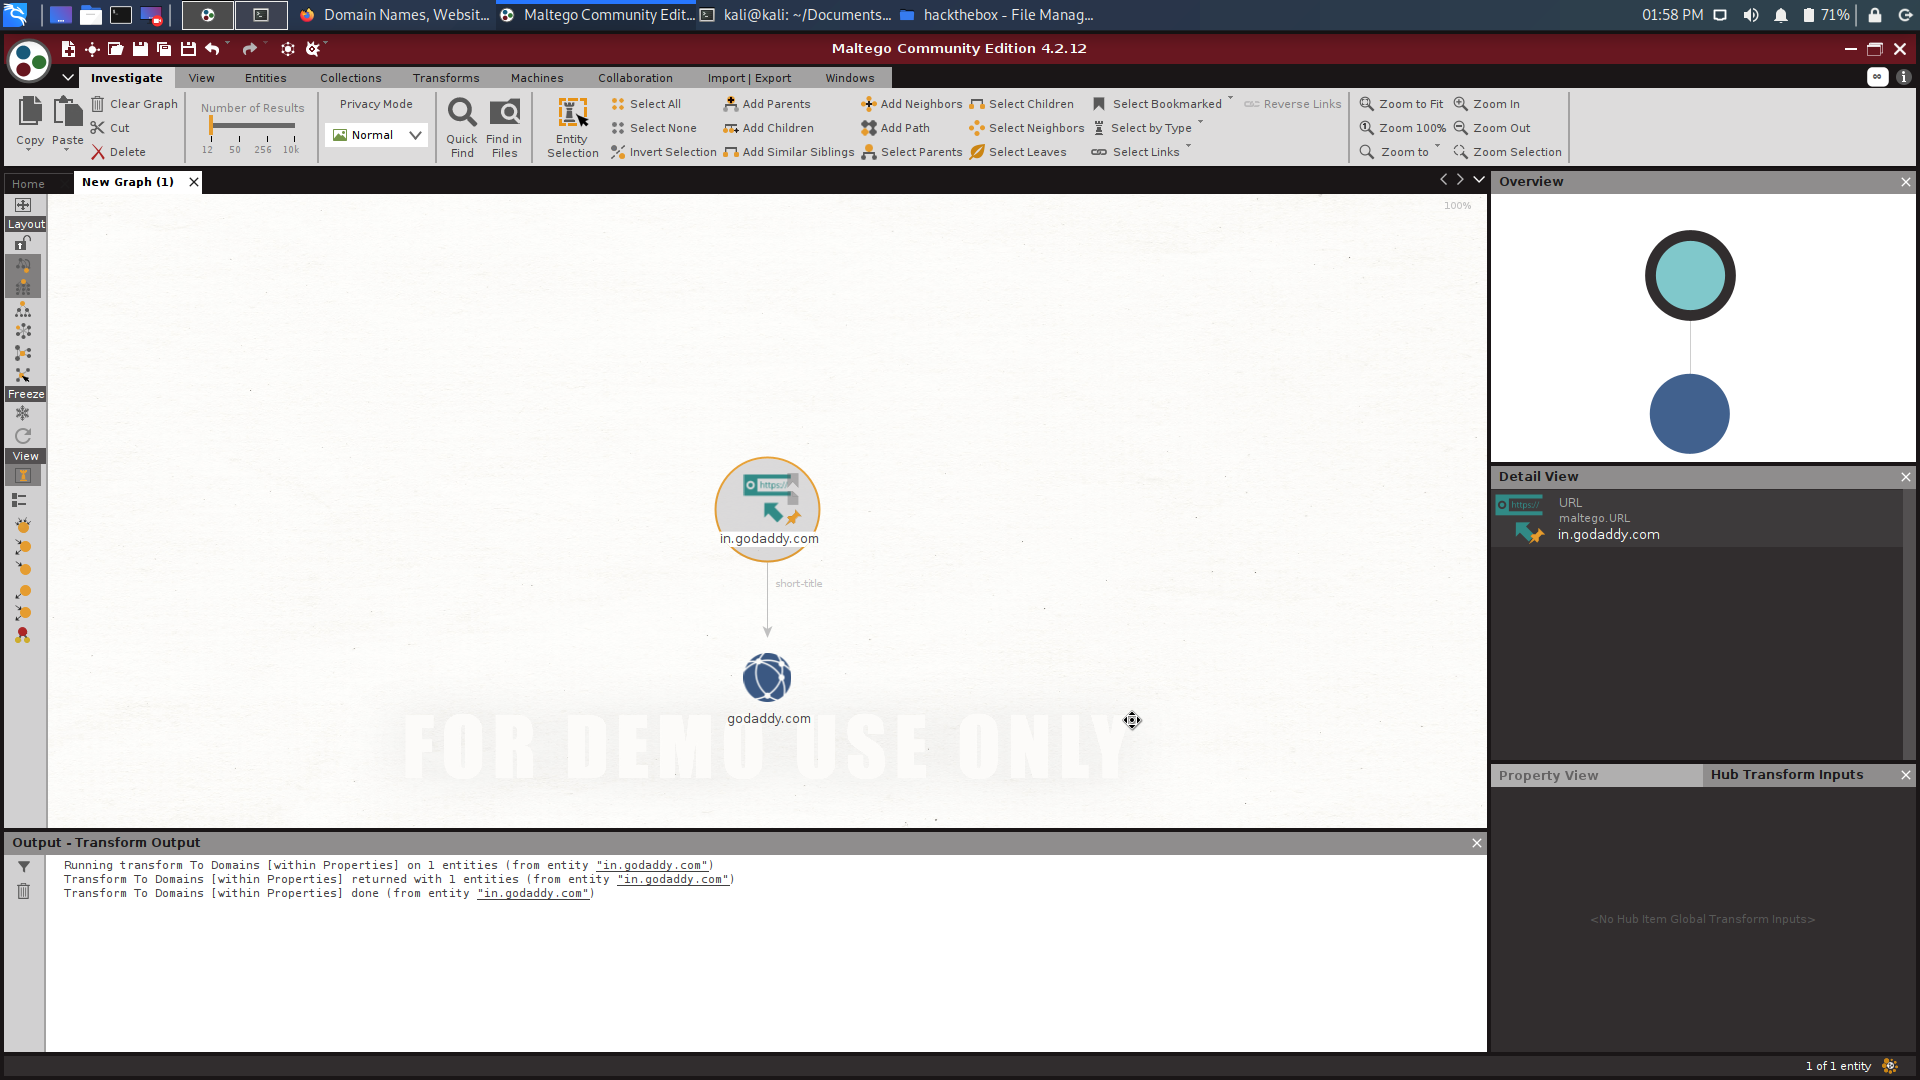 Domain Names, Websit...
Maltego Community Edit...
kali@kali: ~/Documents...
hackthebox - File Manag...
01:58 PM
71%
Maltego Community Edition 4.2.12
Investigate
View
Entities
Collections
Transforms
Machines
Collaboration
Import | Export
Windows
Copy
Paste
Clear Graph
Cut
Delete
Number of Results
12 50 256 10k
Privacy Mode
Normal
Quick Find
Find in Files
Entity Selection
Select All
Select None
Invert Selection
Add Parents
Add Children
Add Similar Siblings
Add Neighbors
Add Path
Select Parents
Select Children
Select Neighbors
Select Leaves
Select Bookmarked
Select by Type
Select Links
Reverse Links
Zoom to Fit
Zoom 100%
Zoom to
Zoom In
Zoom Out
Zoom Selection
Home
New Graph (1)
Layout
Freeze
View
100%
https://
in.godaddy.com
short-title
godaddy.com
FOR DEMO USE ONLY
Overview
Detail View
https://
URL
maltego.URL
in.godaddy.com
Property View
Hub Transform Inputs
<No Hub Item Global Transform Inputs>
Output - Transform Output
Running transform To Domains [within Properties] on 1 entities (from entity "in.godaddy.com")
Transform To Domains [within Properties] returned with 1 entities (from entity "in.godaddy.com")
Transform To Domains [within Properties] done (from entity "in.godaddy.com")
1 of 1 entity